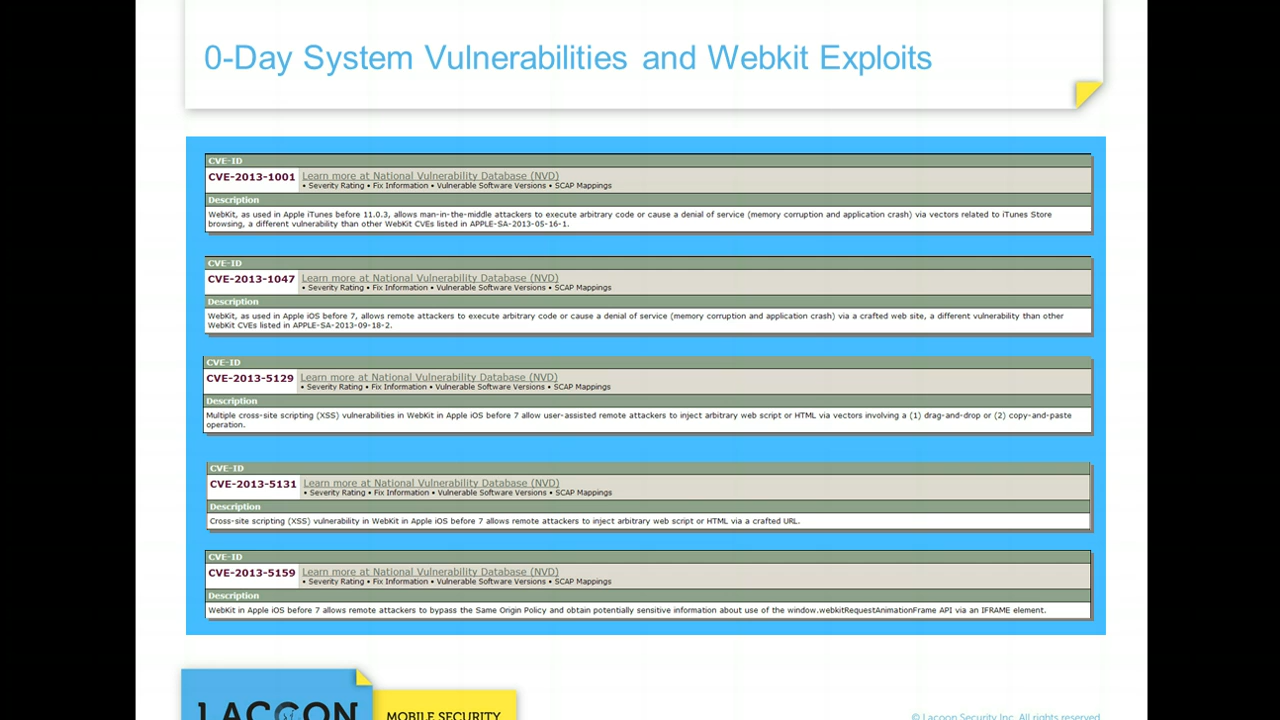 0-Day System Vulnerabilities and Webkit Exploits
CVE-ID
CVE-2013-1001
Learn more at National Vulnerability Database (NVD)
• Severity Rating • Fix Information • Vulnerable Software Versions • SCAP Mappings
Description
WebKit, as used in Apple iTunes before 11.0.3, allows man-in-the-middle attackers to execute arbitrary code or cause a denial of service (memory corruption and application crash) via vectors related to iTunes Store
browsing, a different vulnerability than other WebKit CVEs listed in APPLE-SA-2013-05-16-1.
CVE-ID
CVE-2013-1047
Learn more at National Vulnerability Database (NVD)
• Severity Rating • Fix Information • Vulnerable Software Versions • SCAP Mappings
Description
WebKit, as used in Apple iOS before 7, allows remote attackers to execute arbitrary code or cause a denial of service (memory corruption and application crash) via a crafted web site, a different vulnerability than other
WebKit CVEs listed in APPLE-SA-2013-09-18-2.
CVE-ID
CVE-2013-5129
Learn more at National Vulnerability Database (NVD)
• Severity Rating • Fix Information • Vulnerable Software Versions • SCAP Mappings
Description
Multiple cross-site scripting (XSS) vulnerabilities in WebKit in Apple iOS before 7 allow user-assisted remote attackers to inject arbitrary web script or HTML via vectors involving a (1) drag-and-drop or (2) copy-and-paste
operation.
CVE-ID
CVE-2013-5131
Learn more at National Vulnerability Database (NVD)
• Severity Rating • Fix Information • Vulnerable Software Versions • SCAP Mappings
Description
Cross-site scripting (XSS) vulnerability in WebKit in Apple iOS before 7 allows remote attackers to inject arbitrary web script or HTML via a crafted URL.
CVE-ID
CVE-2013-5159
Learn more at National Vulnerability Database (NVD)
• Severity Rating • Fix Information • Vulnerable Software Versions • SCAP Mappings
Description
WebKit in Apple iOS before 7 allows remote attackers to bypass the Same Origin Policy and obtain potentially sensitive information about use of the window.webkitRequestAnimationFrame API via an IFRAME element.
LACOON
MOBILE SECURITY
© Lacoon Security Inc. All rights reserved